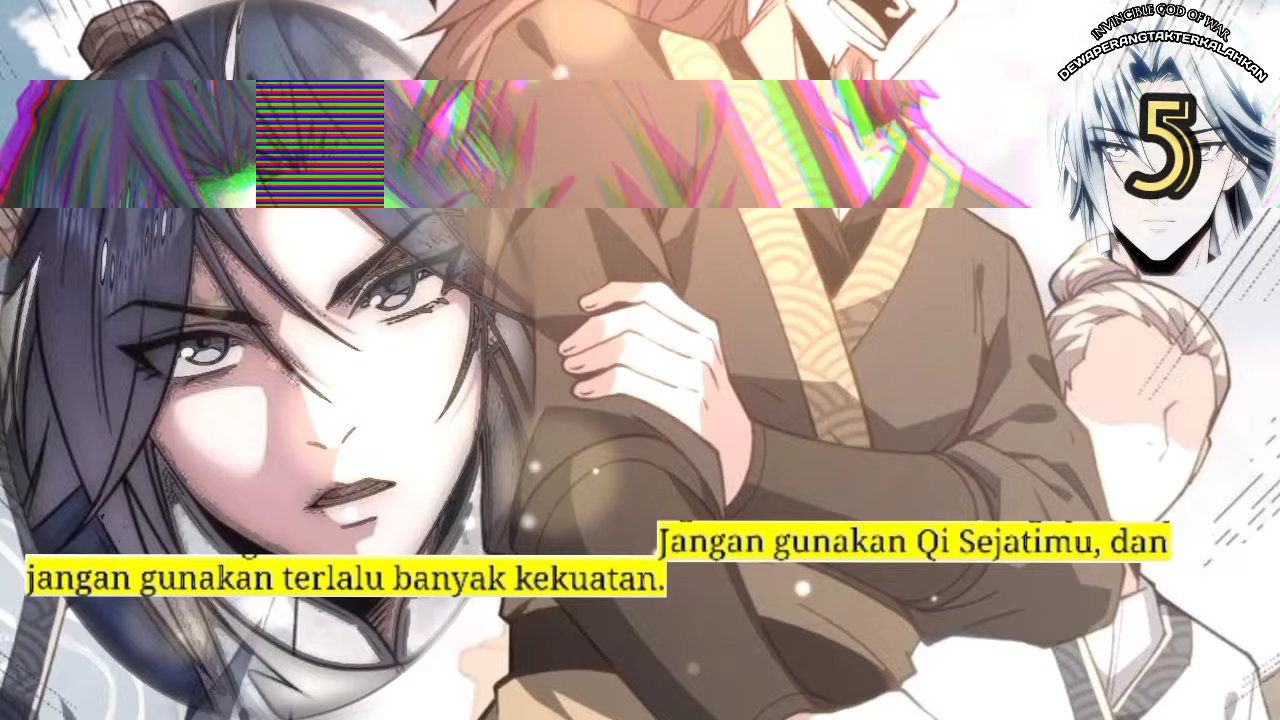 INVINCIBLE GOD OF WAR
DEWAPERANGTAKTERKALAHKAN
5
Jangan gunakan Qi Sejatimu, dan
jangan gunakan terlalu banyak kekuatan.